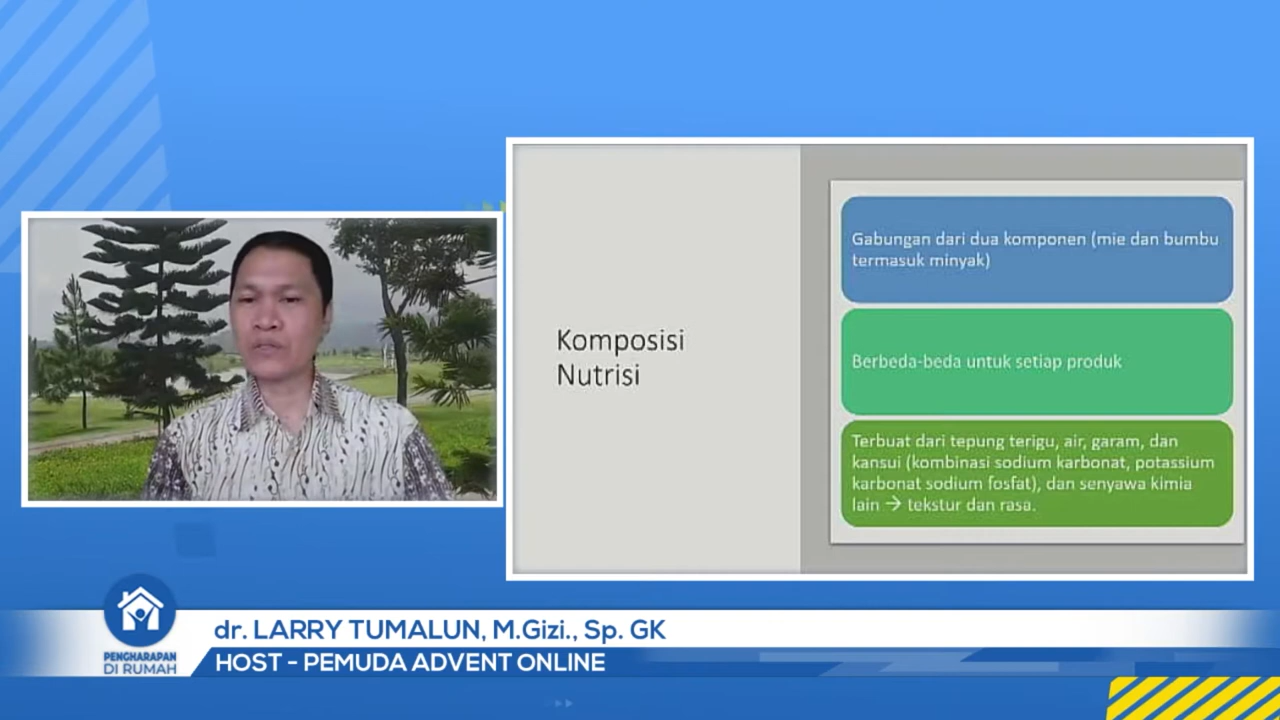 Komposisi
Nutrisi
Gabungan dari dua komponen (mie dan bumbu
termasuk minyak)
Berbeda-beda untuk setiap produk
Terbuat dari tepung terigu, air, garam, dan
kansui (kombinasi sodium karbonat, potassium
karbonat sodium fosfat), dan senyawa kimia
lain → tekstur dan rasa.
dr. LARRY TUMALUN, M.Gizi., Sp. GK
HOST - PEMUDA ADVENT ONLINE
PENGHARAPAN
DI RUMAH